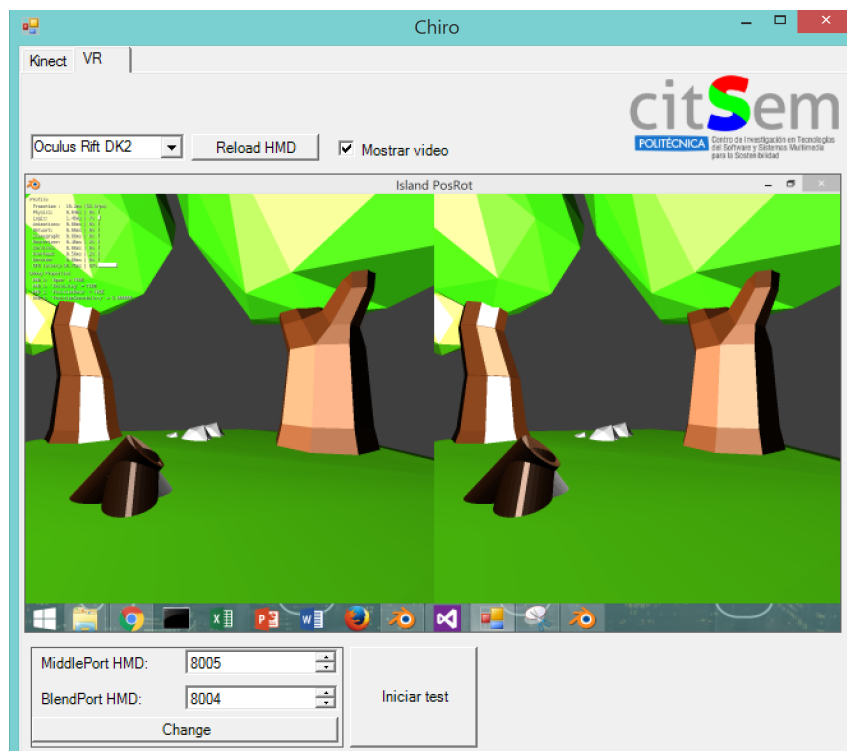 Chiro
Kinect VR
citSem
POLITÉCNICA
Centro de Investigación en Tecnologías
del Software y Sistemas Multimedia
para la Sostenibilidad
Oculus Rift DK2 Reload HMD Mostrar video
Island PosRot
Profile
MiddlePort HMD: 8005
BlendPort HMD: 8004
Change
Iniciar test